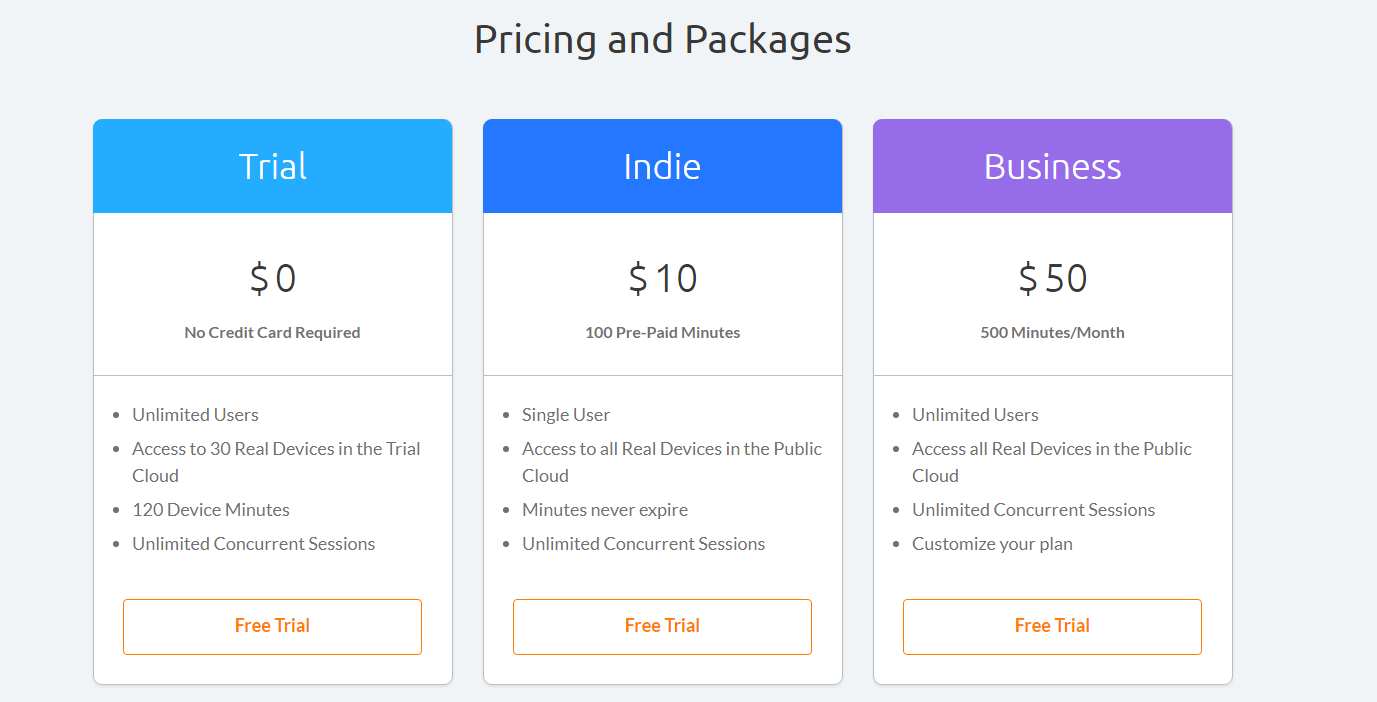 Pricing and Packages
Trial
$ 0
No Credit Card Required
Unlimited Users
Access to 30 Real Devices in the Trial
Cloud
120 Device Minutes
Unlimited Concurrent Sessions
Free Trial
Indie
$ 10
100 Pre-Paid Minutes
Single User
Access to all Real Devices in the Public
Cloud
Minutes never expire
Unlimited Concurrent Sessions
Free Trial
Business
$ 50
500 Minutes/Month
Unlimited Users
Access all Real Devices in the Public
Cloud
Unlimited Concurrent Sessions
Customize your plan
Free Trial